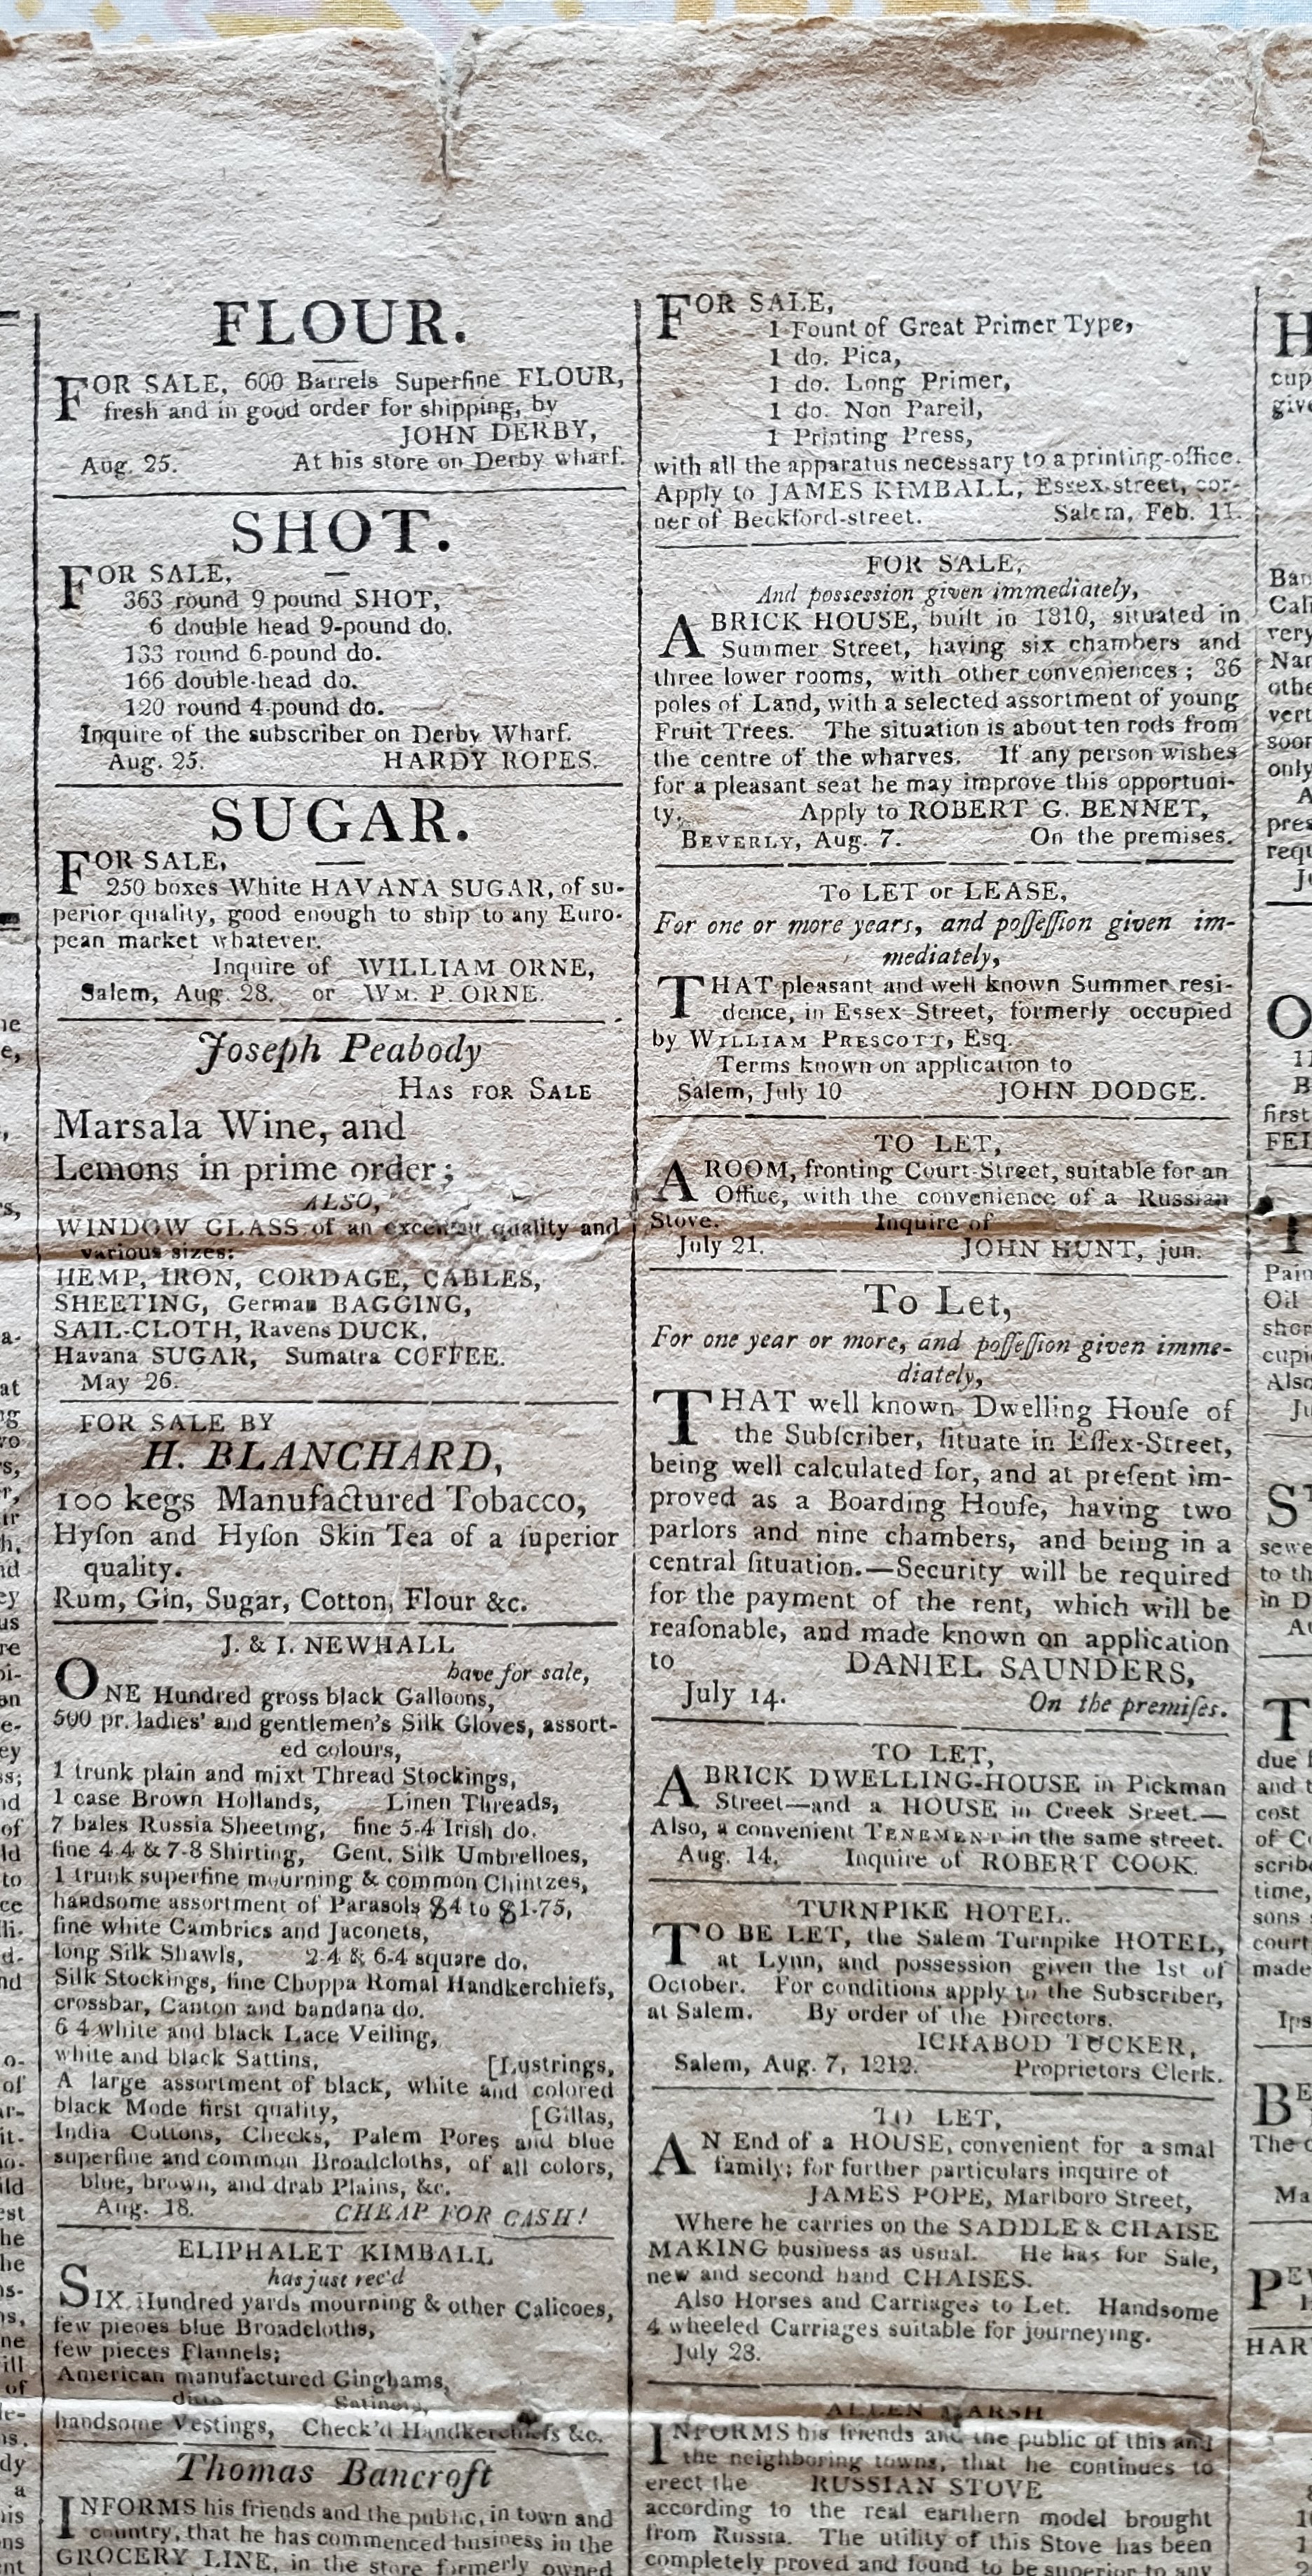 FLOUR.
FOR SALE, 600 Barrels Superfine FLOUR,
fresh and in good order for shipping, by
JOHN DERBY,
Aug. 25. At his store on Derby wharf.
SHOT.
FOR SALE,
363 round 9 pound SHOT,
6 double head 9-pound do.
133 round 6-pound do.
166 double-head do.
120 round 4-pound do.
Inquire of the subscriber on Derby Wharf.
Aug. 25. HARDY ROPES.
SUGAR.
FOR SALE,
250 boxes White HAVANA SUGAR, of su-
perior quality, good enough to ship to any Euro-
pean market whatever.
Inquire of WILLIAM ORNE,
Salem, Aug. 28. or WM. P. ORNE.
Joseph Peabody
HAS FOR SALE
Marsala Wine, and
Lemons in prime order;
ALSO,
WINDOW GLASS of an quality and
various sizes:
HEMP, IRON, CORDAGE, CABLES,
SHEETING, German BAGGING,
SAIL-CLOTH, Ravens DUCK,
Havana SUGAR, Sumatra COFFEE.
May 26.
FOR SALE BY
H. BLANCHARD,
100 kegs Manufactured Tobacco,
Hyſon and Hyſon Skin Tea of a ſuperior
quality.
Rum, Gin, Sugar, Cotton, Flour &c.
J. & I. NEWHALL
have for sale,
ONE Hundred gross black Galloons,
500 pr. ladies' and gentlemen's Silk Gloves, assort-
ed colours,
1 trunk plain and mixt Thread Stockings,
1 case Brown Hollands, Linen Threads,
7 bales Russia Sheeting, fine 5-4 Irish do.
fine 4-4 & 7-8 Shirting, Gent. Silk Umbrelloes,
1 trunk superfine mourning & common Chintzes,
handsome assortment of Parasols $4 to $1.75,
fine white Cambrics and Jaconets,
long Silk Shawls, 2-4 & 6-4 square do.
Silk Stockings, fine Choppa Romal Handkerchiefs,
crossbar, Canton and bandana do.
6 4 white and black Lace Veiling,
white and black Sattins, [Lustrings,
A large assortment of black, white and colored
black Mode first quality, [Gillas,
India Cottons, Checks, Palem Pores and blue
superfine and common Broadcloths, of all colors,
blue, brown, and drab Plains, &c.
Aug. 18. CHEAP FOR CASH!
ELIPHALET KIMBALL
has just rec'd
SIX Hundred yards mourning & other Calicoes,
few pieces blue Broadcloths,
few pieces Flannels;
American manufactured Ginghams,
ditto Satinets,
handsome Vestings, Check'd Handkerchiefs &c.
Thomas Bancroft
INFORMS his friends and the public, in town and
country, that he has commenced business in the
GROCERY LINE, in the store formerly owned
FOR SALE,
1 Fount of Great Primer Type,
1 do. Pica,
1 do. Long Primer,
1 do. Non Pareil,
1 Printing Press,
with all the apparatus necessary to a printing-office.
Apply to JAMES KIMBALL, Essex-street, cor-
ner of Beckford-street. Salem, Feb. 11.
FOR SALE,
And possession given immediately,
A BRICK HOUSE, built in 1810, situated in
Summer Street, having six chambers and
three lower rooms, with other conveniences; 36
poles of Land, with a selected assortment of young
Fruit Trees. The situation is about ten rods from
the centre of the wharves. If any person wishes
for a pleasant seat he may improve this opportuni-
ty. Apply to ROBERT G. BENNET,
BEVERLY, Aug. 7. On the premises.
To LET or LEASE,
For one or more years, and poſſeſſion given im-
mediately,
THAT pleasant and well known Summer resi-
dence, in Essex Street, formerly occupied
by WILLIAM PRESCOTT, Esq.
Terms known on application to
Salem, July 10 JOHN DODGE.
TO LET,
A ROOM, fronting Court-Street, suitable for an
Office, with the convenience of a Russian
Stove. Inquire of
July 21. JOHN HUNT, jun.
To Let,
For one year or more, and poſſeſſion given imme-
diately,
THAT well known Dwelling Houſe of
the Subſcriber, ſituate in Eſſex-Street,
being well calculated for, and at preſent im-
proved as a Boarding Houſe, having two
parlors and nine chambers, and being in a
central ſituation.—Security will be required
for the payment of the rent, which will be
reaſonable, and made known on application
to DANIEL SAUNDERS,
July 14. On the premiſes.
TO LET,
A BRICK DWELLING-HOUSE in Pickman
Street—and a HOUSE in Creek Sreet.—
Also, a convenient TENEMENT in the same street.
Aug. 14. Inquire of ROBERT COOK.
TURNPIKE HOTEL.
TO BE LET, the Salem Turnpike HOTEL,
at Lynn, and possession given the 1st of
October. For conditions apply to the Subscriber,
at Salem. By order of the Directors.
ICHABOD TUCKER,
Salem, Aug. 7, 1212. Proprietors Clerk.
TO LET,
AN End of a HOUSE, convenient for a smal
family; for further particulars inquire of
JAMES POPE, Marlboro Street,
Where he carries on the SADDLE & CHAISE
MAKING business as usual. He has for Sale,
new and second hand CHAISES.
Also Horses and Carriages to Let. Handsome
4 wheeled Carriages suitable for journeying.
July 28.
ALLEN MARSH
INFORMS his friends and the public of this and
the neighboring towns, that he continues to
erect the RUSSIAN STOVE
according to the real earthern model brought
from Russia. The utility of this Stove has been
completely proved and found to be superior to any